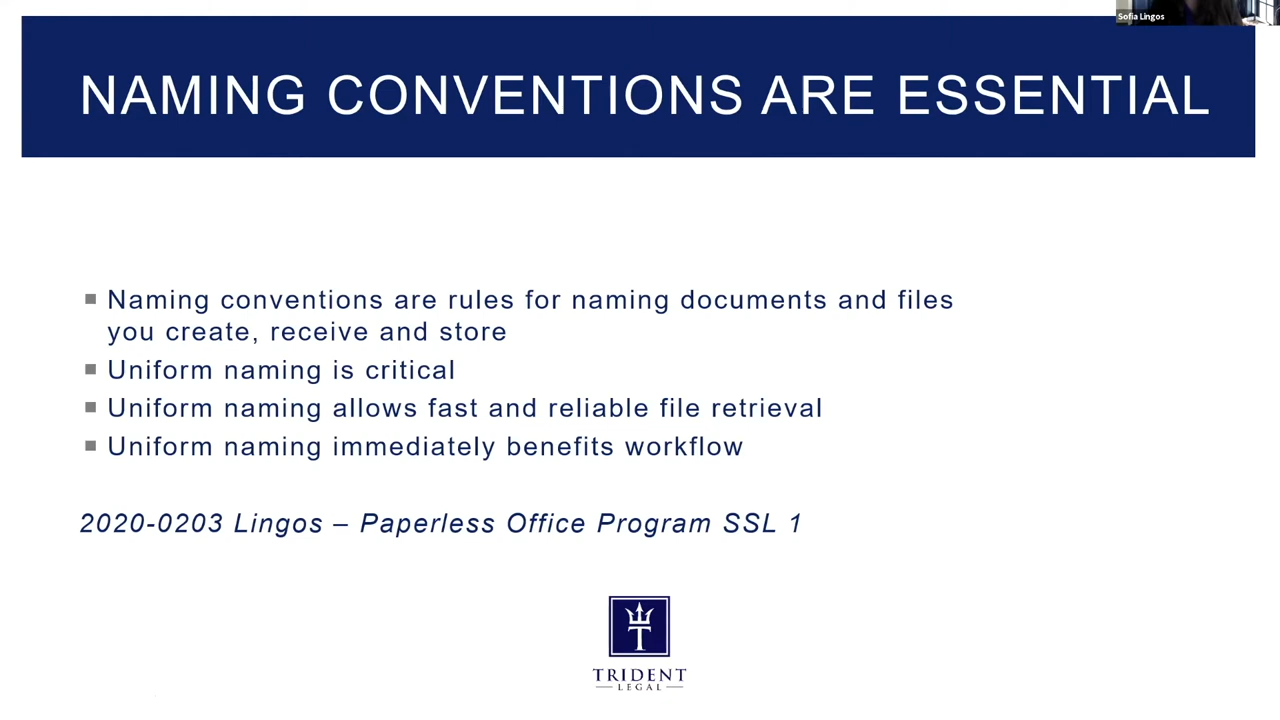 Sofia Lingos
NAMING CONVENTIONS ARE ESSENTIAL
Naming conventions are rules for naming documents and files
you create, receive and store
Uniform naming is critical
Uniform naming allows fast and reliable file retrieval
Uniform naming immediately benefits workflow
2020-0203 Lingos – Paperless Office Program SSL 1
T
TRIDENT
LEGAL